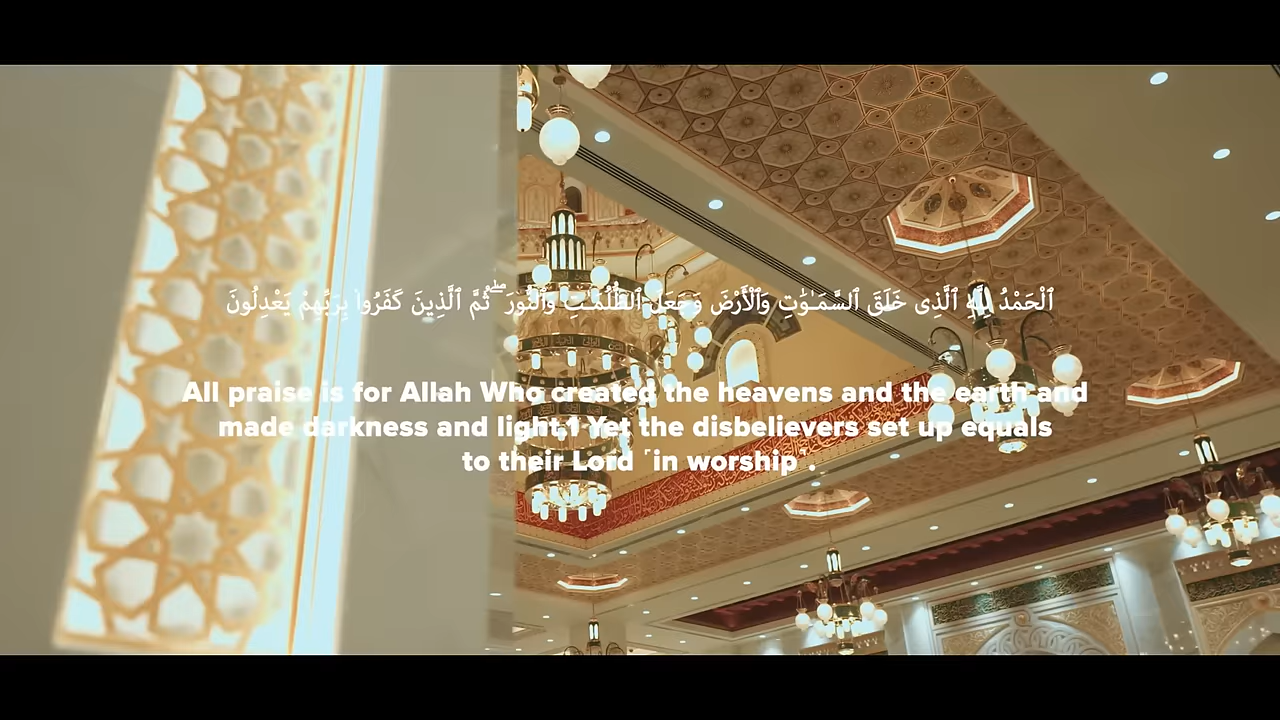 ٱلْحَمْدُ لِلَّهِ ٱلَّذِى خَلَقَ ٱلسَّمَـٰوَٰتِ وَٱلْأَرْضَ وَجَعَلَ ٱلظُّلُمَـٰتِ وَٱلنُّورَ ۖ ثُمَّ ٱلَّذِينَ كَفَرُوا۟ بِرَبِّهِمْ يَعْدِلُونَ
All praise is for Allah Who created the heavens and the earth and
made darkness and light.1 Yet the disbelievers set up equals
to their Lord ˹in worship˺.